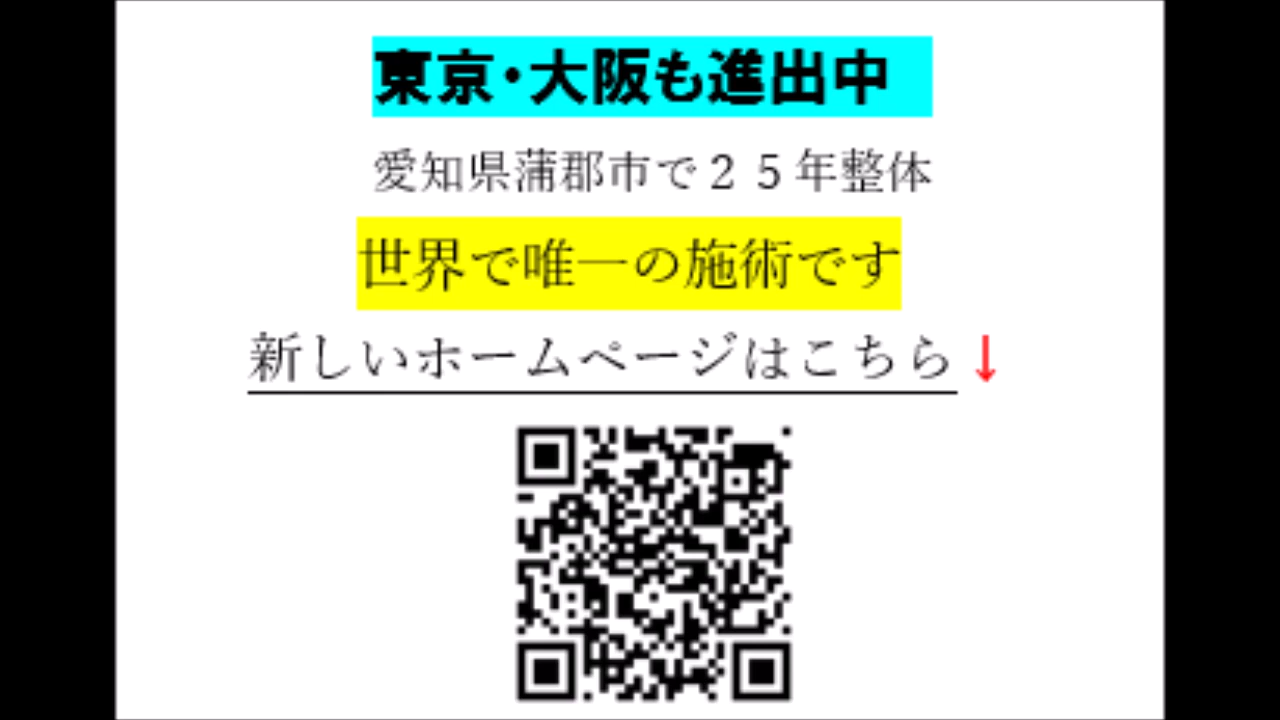 東京・大阪も進出中
愛知県蒲郡市で２５年整体
世界で唯一の施術です
新しいホームページはこちら↓